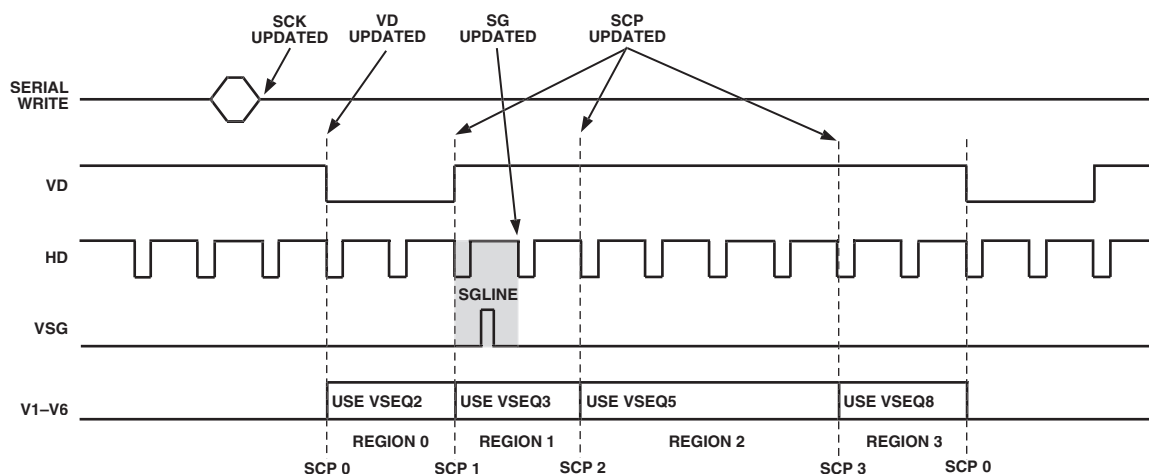 SCK
UPDATED
VD
UPDATED
SG
UPDATED
SCP
UPDATED
SERIAL
WRITE
VD
HD
SGLINE
VSG
V1–V6
USE VSEQ2
USE VSEQ3
USE VSEQ5
USE VSEQ8
REGION 0
REGION 1
REGION 2
REGION 3
SCP 0
SCP 1
SCP 2
SCP 3
SCP 0